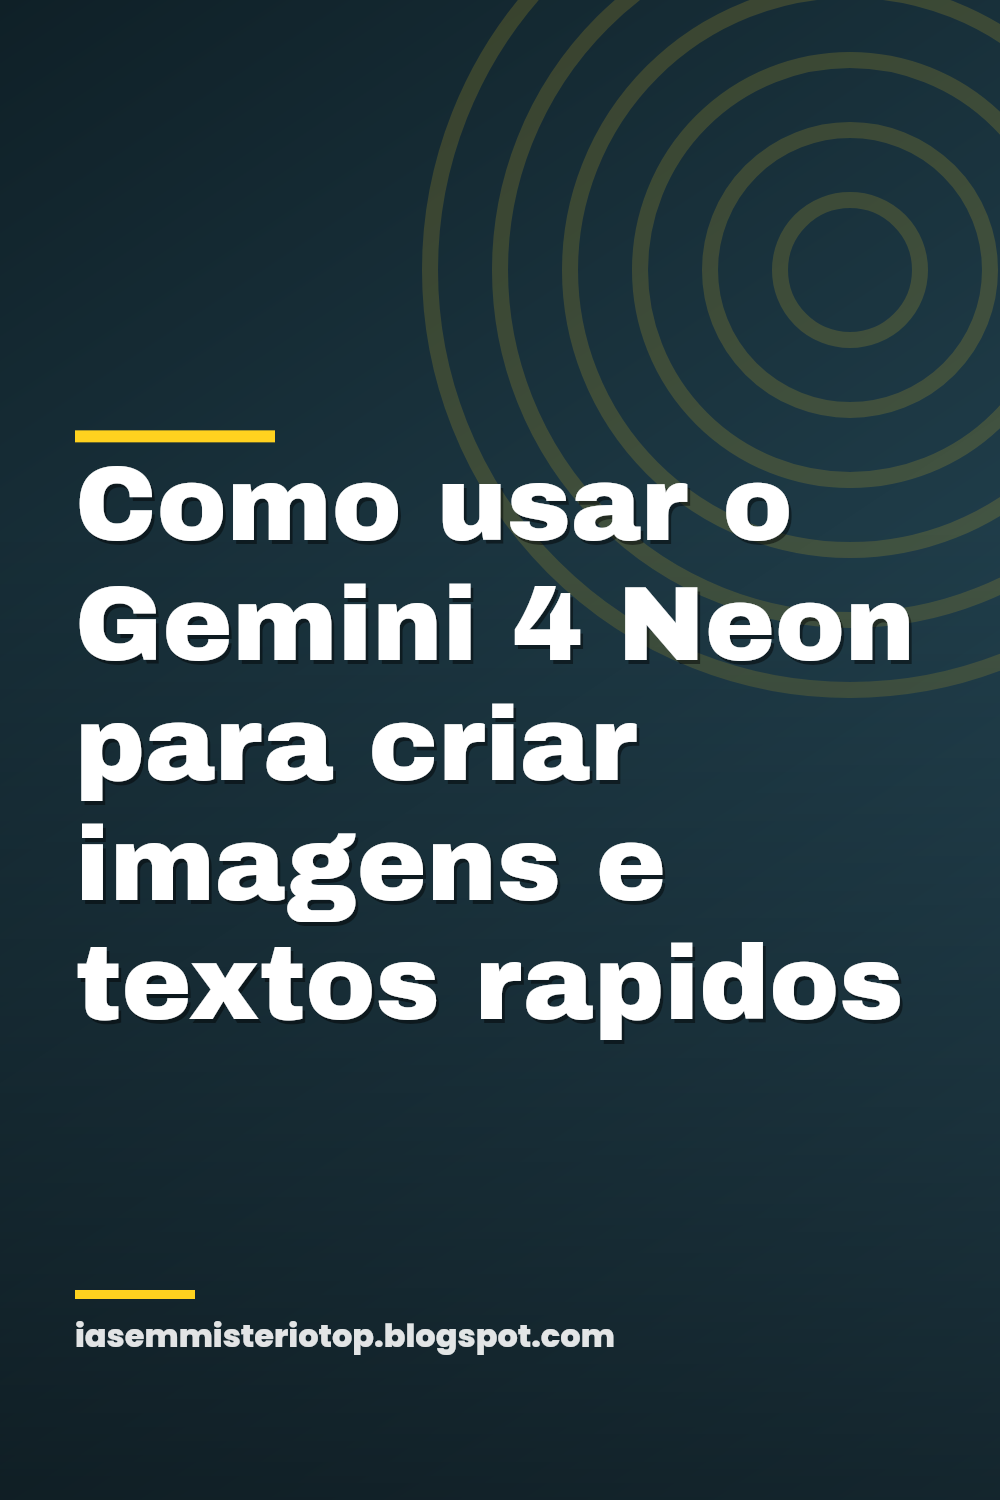 Como usar o
Gemini 4 Neon
para criar
imagens e
textos rapidos
iasemmisteriotop.blogspot.com